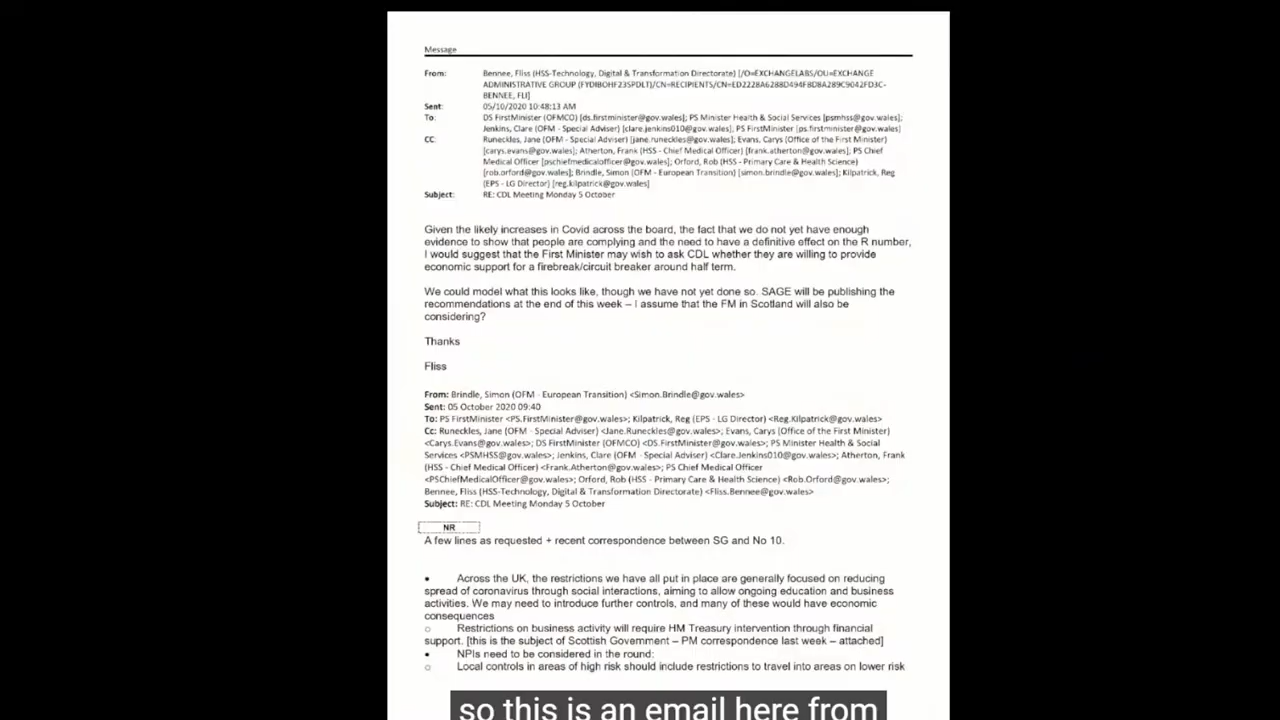 Message
From: Bennee, Fliss (HSS-Technology, Digital & Transformation Directorate) [/O=EXCHANGELABS/OU=EXCHANGE
ADMINISTRATIVE GROUP
BENNEE, FLI]
Sent: 05/10/2020 10:48:13 AM
To: DS FirstMinister (OFMCO) [ds.firstminister@gov.wales]; PS Minister Health & Social Services [psmhss@gov.wales];
Jenkins, Clare (OFM - Special Adviser) [clare.jenkins010@gov.wales]; PS FirstMinister [ps.firstminister@gov.wales]
CC: Runeckles, Jane (OFM - Special Adviser) [jane.runeckles@gov.wales]; Evans, Carys (Office of the First Minister)
[carys.evans@gov.wales]; Atherton, Frank (HSS - Chief Medical Officer) [frank.atherton@gov.wales]; PS Chief
Medical Officer [pschiefmedicalofficer@gov.wales]; Orford, Rob (HSS - Primary Care & Health Science)
[rob.orford@gov.wales]; Brindle, Simon (OFM - European Transition) [simon.brindle@gov.wales]; Kilpatrick, Reg
(EPS - LG Director) [reg.kilpatrick@gov.wales]
Subject: RE: CDL Meeting Monday 5 October
Given the likely increases in Covid across the board, the fact that we do not yet have enough
evidence to show that people are complying and the need to have a definitive effect on the R number,
I would suggest that the First Minister may wish to ask CDL whether they are willing to provide
economic support for a firebreak/circuit breaker around half term.
We could model what this looks like, though we have not yet done so. SAGE will be publishing the
recommendations at the end of this week – I assume that the FM in Scotland will also be
considering?
Thanks
Fliss
From: Brindle, Simon (OFM - European Transition) <Simon.Brindle@gov.wales>
Sent: 05 October 2020 09:40
To: PS FirstMinister <PS.FirstMinister@gov.wales>; Kilpatrick, Reg (EPS - LG Director) <Reg.Kilpatrick@gov.wales>
Cc: Runeckles, Jane (OFM - Special Adviser) <Jane.Runeckles@gov.wales>; Evans, Carys (Office of the First Minister)
<Carys.Evans@gov.wales>; DS FirstMinister (OFMCO) <DS.FirstMinister@gov.wales>; PS Minister Health & Social
Services <PSMHSS@gov.wales>; Jenkins, Clare (OFM - Special Adviser) <Clare.Jenkins010@gov.wales>; Atherton, Frank
(HSS - Chief Medical Officer) <Frank.Atherton@gov.wales>; PS Chief Medical Officer
<PSChiefMedicalOfficer@gov.wales>; Orford, Rob (HSS - Primary Care & Health Science) <Rob.Orford@gov.wales>;
Bennee, Fliss (HSS-Technology, Digital & Transformation Directorate) <Fliss.Bennee@gov.wales>
Subject: RE: CDL Meeting Monday 5 October
NR
A few lines as requested + recent correspondence between SG and No 10.
• Across the UK, the restrictions we have all put in place are generally focused on reducing
spread of coronavirus through social interactions, aiming to allow ongoing education and business
activities. We may need to introduce further controls, and many of these would have economic
consequences
o Restrictions on business activity will require HM Treasury intervention through financial
support. [this is the subject of Scottish Government – PM correspondence last week – attached]
• NPIs need to be considered in the round:
o Local controls in areas of high risk should include restrictions to travel into areas on lower risk
so this is an email here from